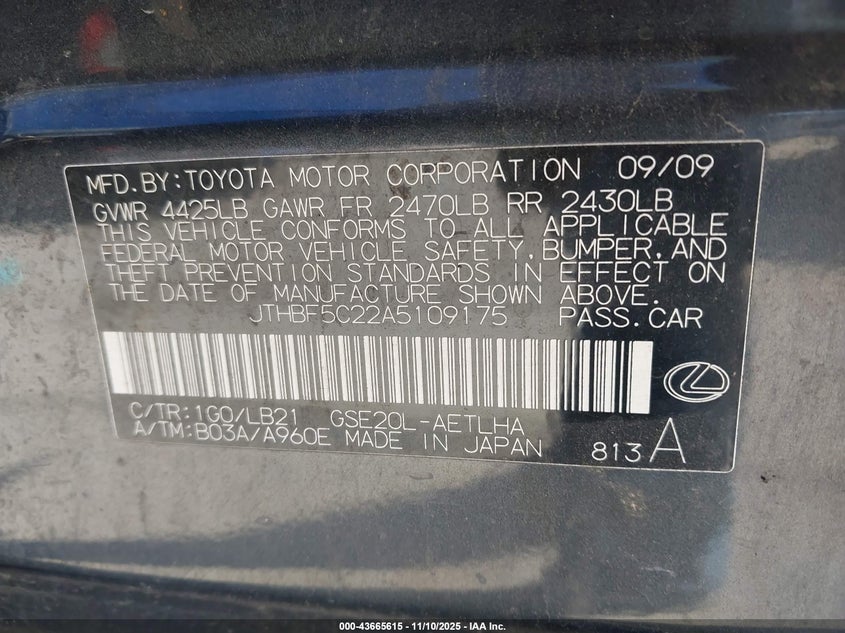 MFD.BY:TOYOTA MOTOR CORPORATION 09/09
GVWR 4425LB GAWR FR 2470LB RR 2430LB
THIS VEHICLE CONFORMS TO ALL APPLICABLE
FEDERAL MOTOR VEHICLE SAFETY,BUMPER,AND
THEFT PREVENTION STANDARDS IN EFFECT ON
THE DATE OF MANUFACTURE SHOWN ABOVE.
JTHBF5C22A5109175 PASS.CAR
C/TR:1G0/LB21 GSE20L-AETLHA
A/TM:B03A/A960E MADE IN JAPAN
813A
000-43665615 - 11/10/2025 - IAA Inc.